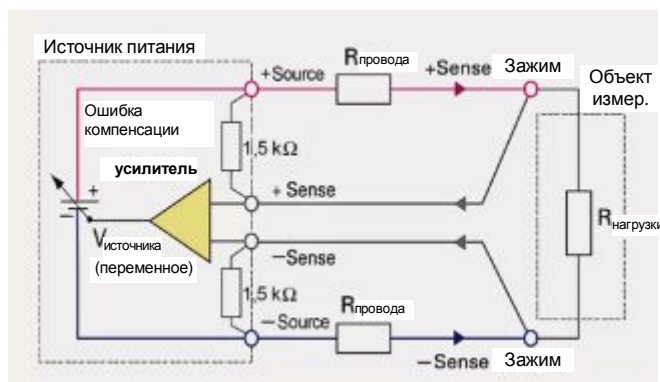 Источник питания
+Source
Rпровода
+Sense
Зажим
Объект
измер.
Ошибка
компенсации
1,5 kΩ
усилитель
+
−
+ Sense
Vисточника
(переменное)
−Sense
Rнагрузки
1,5 kΩ
−Source
Rпровода
−Sense
Зажим